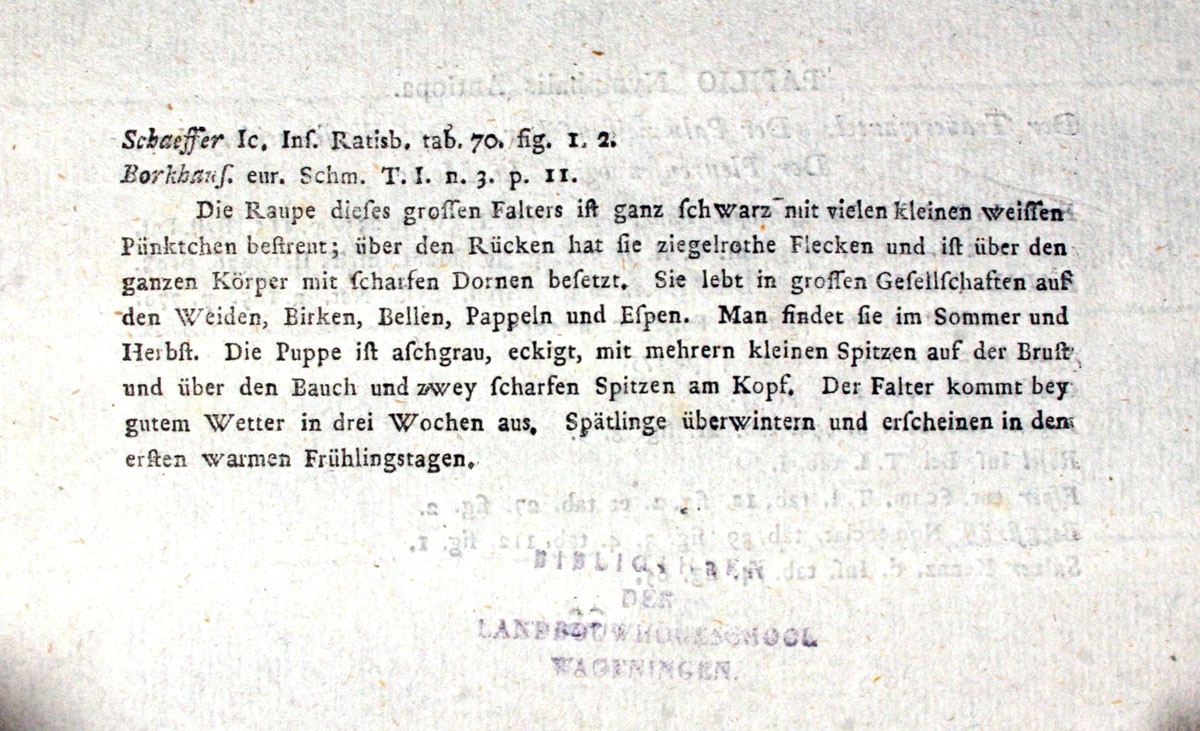 Schaeffer Ic. Inſ. Ratisb. tab. 70. fig. 1. 2.
Borkhauſ. eur. Schm. T. I. n. 3. p. 11.
Die Raupe dieſes groſſen Falters iſt ganz ſchwarz mit vielen kleinen weiſſen
Pünktchen beſtreut; über den Rücken hat ſie ziegelrothe Flecken und iſt über den
ganzen Körper mit ſcharfen Dornen beſetzt. Sie lebt in groſſen Geſellſchaften auf
den Weiden, Birken, Bellen, Pappeln und Eſpen. Man findet ſie im Sommer und
Herbſt. Die Puppe iſt aſchgrau, eckigt, mit mehrern kleinen Spitzen auf der Bruſt
und über den Bauch und zwey ſcharfen Spitzen am Kopf. Der Falter kommt bey
gutem Wetter in drei Wochen aus. Spätlinge überwintern und erſcheinen in den
erſten warmen Frühlingstagen.
DER
LANDBOUWHOOGESCHOOL
WAGENINGEN.